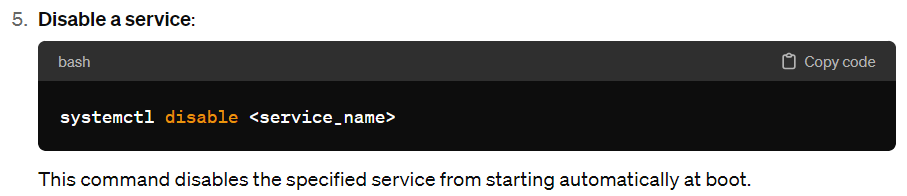 5. Disable a service:
bash Copy code
systemctl disable <service_name>
This command disables the specified service from starting automatically at boot.